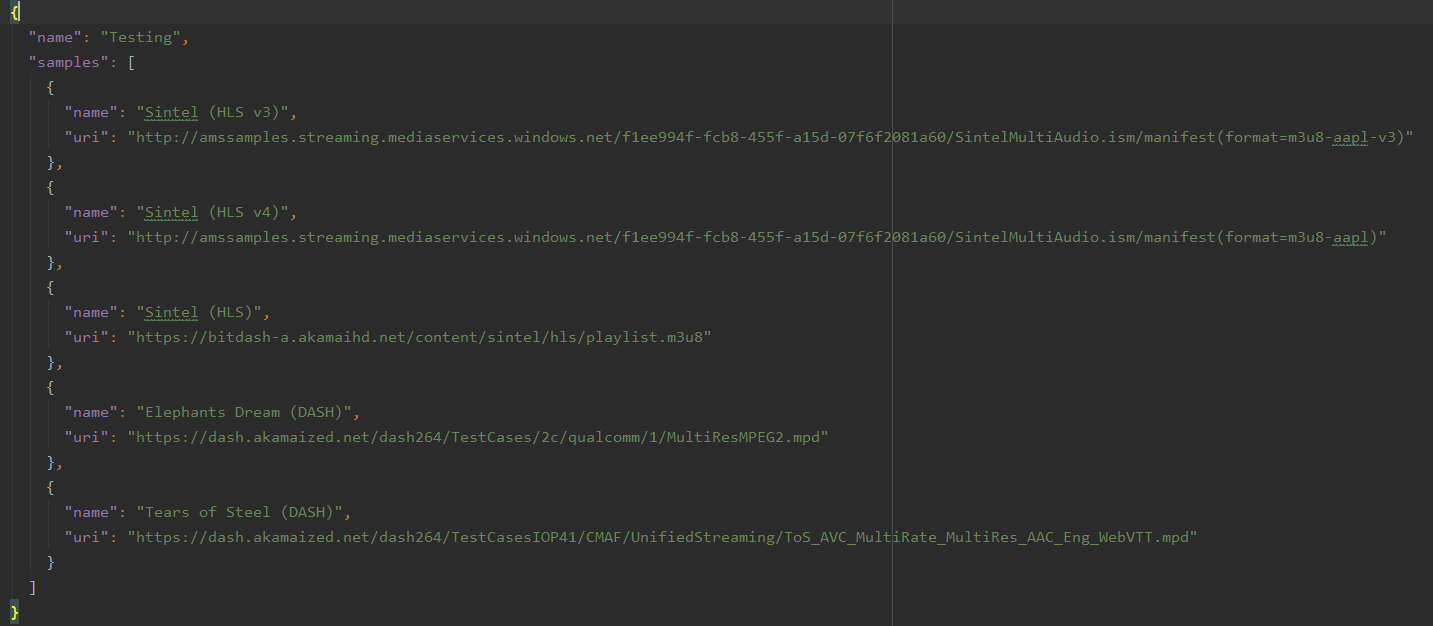 {
"name": "Testing",
"samples": [
{
"name": "Sintel (HLS v3)",
"uri": "http://amssamples.streaming.mediaservices.windows.net/f1ee994f-fcb8-455f-a15d-07f6f2081a60/SintelMultiAudio.ism/manifest(format=m3u8-aapl-v3)"
},
{
"name": "Sintel (HLS v4)",
"uri": "http://amssamples.streaming.mediaservices.windows.net/f1ee994f-fcb8-455f-a15d-07f6f2081a60/SintelMultiAudio.ism/manifest(format=m3u8-aapl)"
},
{
"name": "Sintel (HLS)",
"uri": "https://bitdash-a.akamaihd.net/content/sintel/hls/playlist.m3u8"
},
{
"name": "Elephants Dream (DASH)",
"uri": "https://dash.akamaized.net/dash264/TestCases/2c/qualcomm/1/MultiResMPEG2.mpd"
},
{
"name": "Tears of Steel (DASH)",
"uri": "https://dash.akamaized.net/dash264/TestCasesIOP41/CMAF/UnifiedStreaming/ToS_AVC_MultiRate_MultiRes_AAC_Eng_WebVTT.mpd"
}
]
}